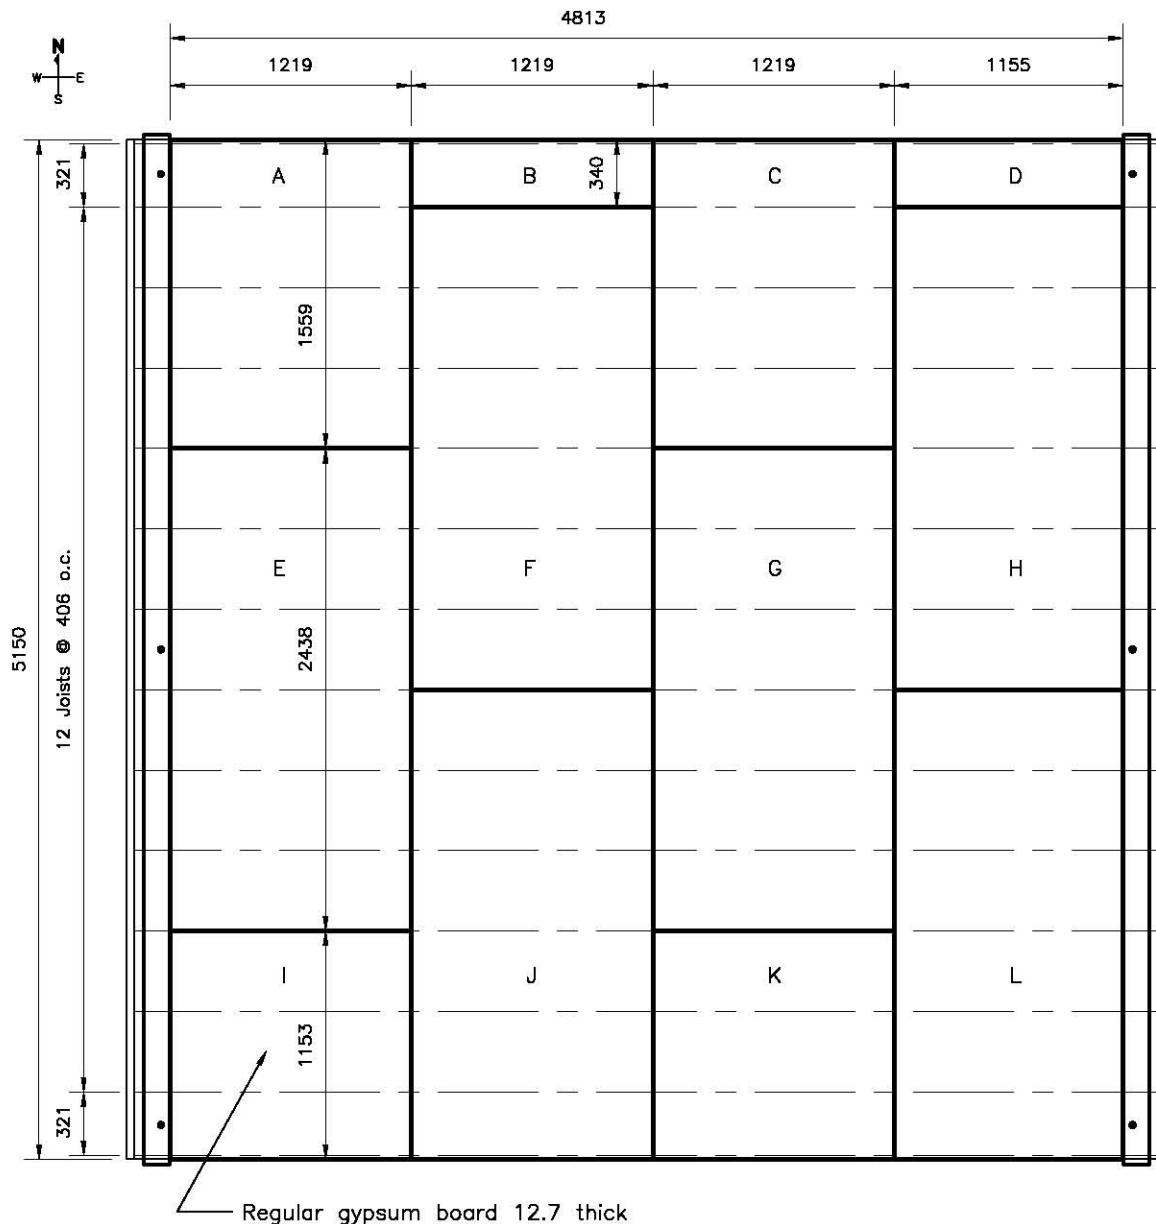 4813
N
W E
S
1219 1219 1219 1155
321
A B 340 C D
1559
E F G H
12 Joists @ 406 o.c.
5150
2438
I J K L
1153
321
Regular gypsum board 12.7 thick